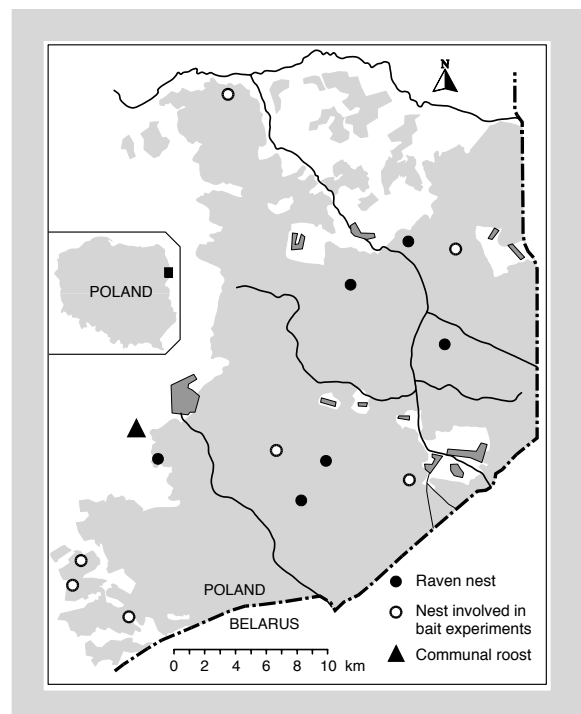 N
POLAND
POLAND
BELARUS
Raven nest
Nest involved in
bait experiments
Communal roost
0 2 4 6 8 10 km